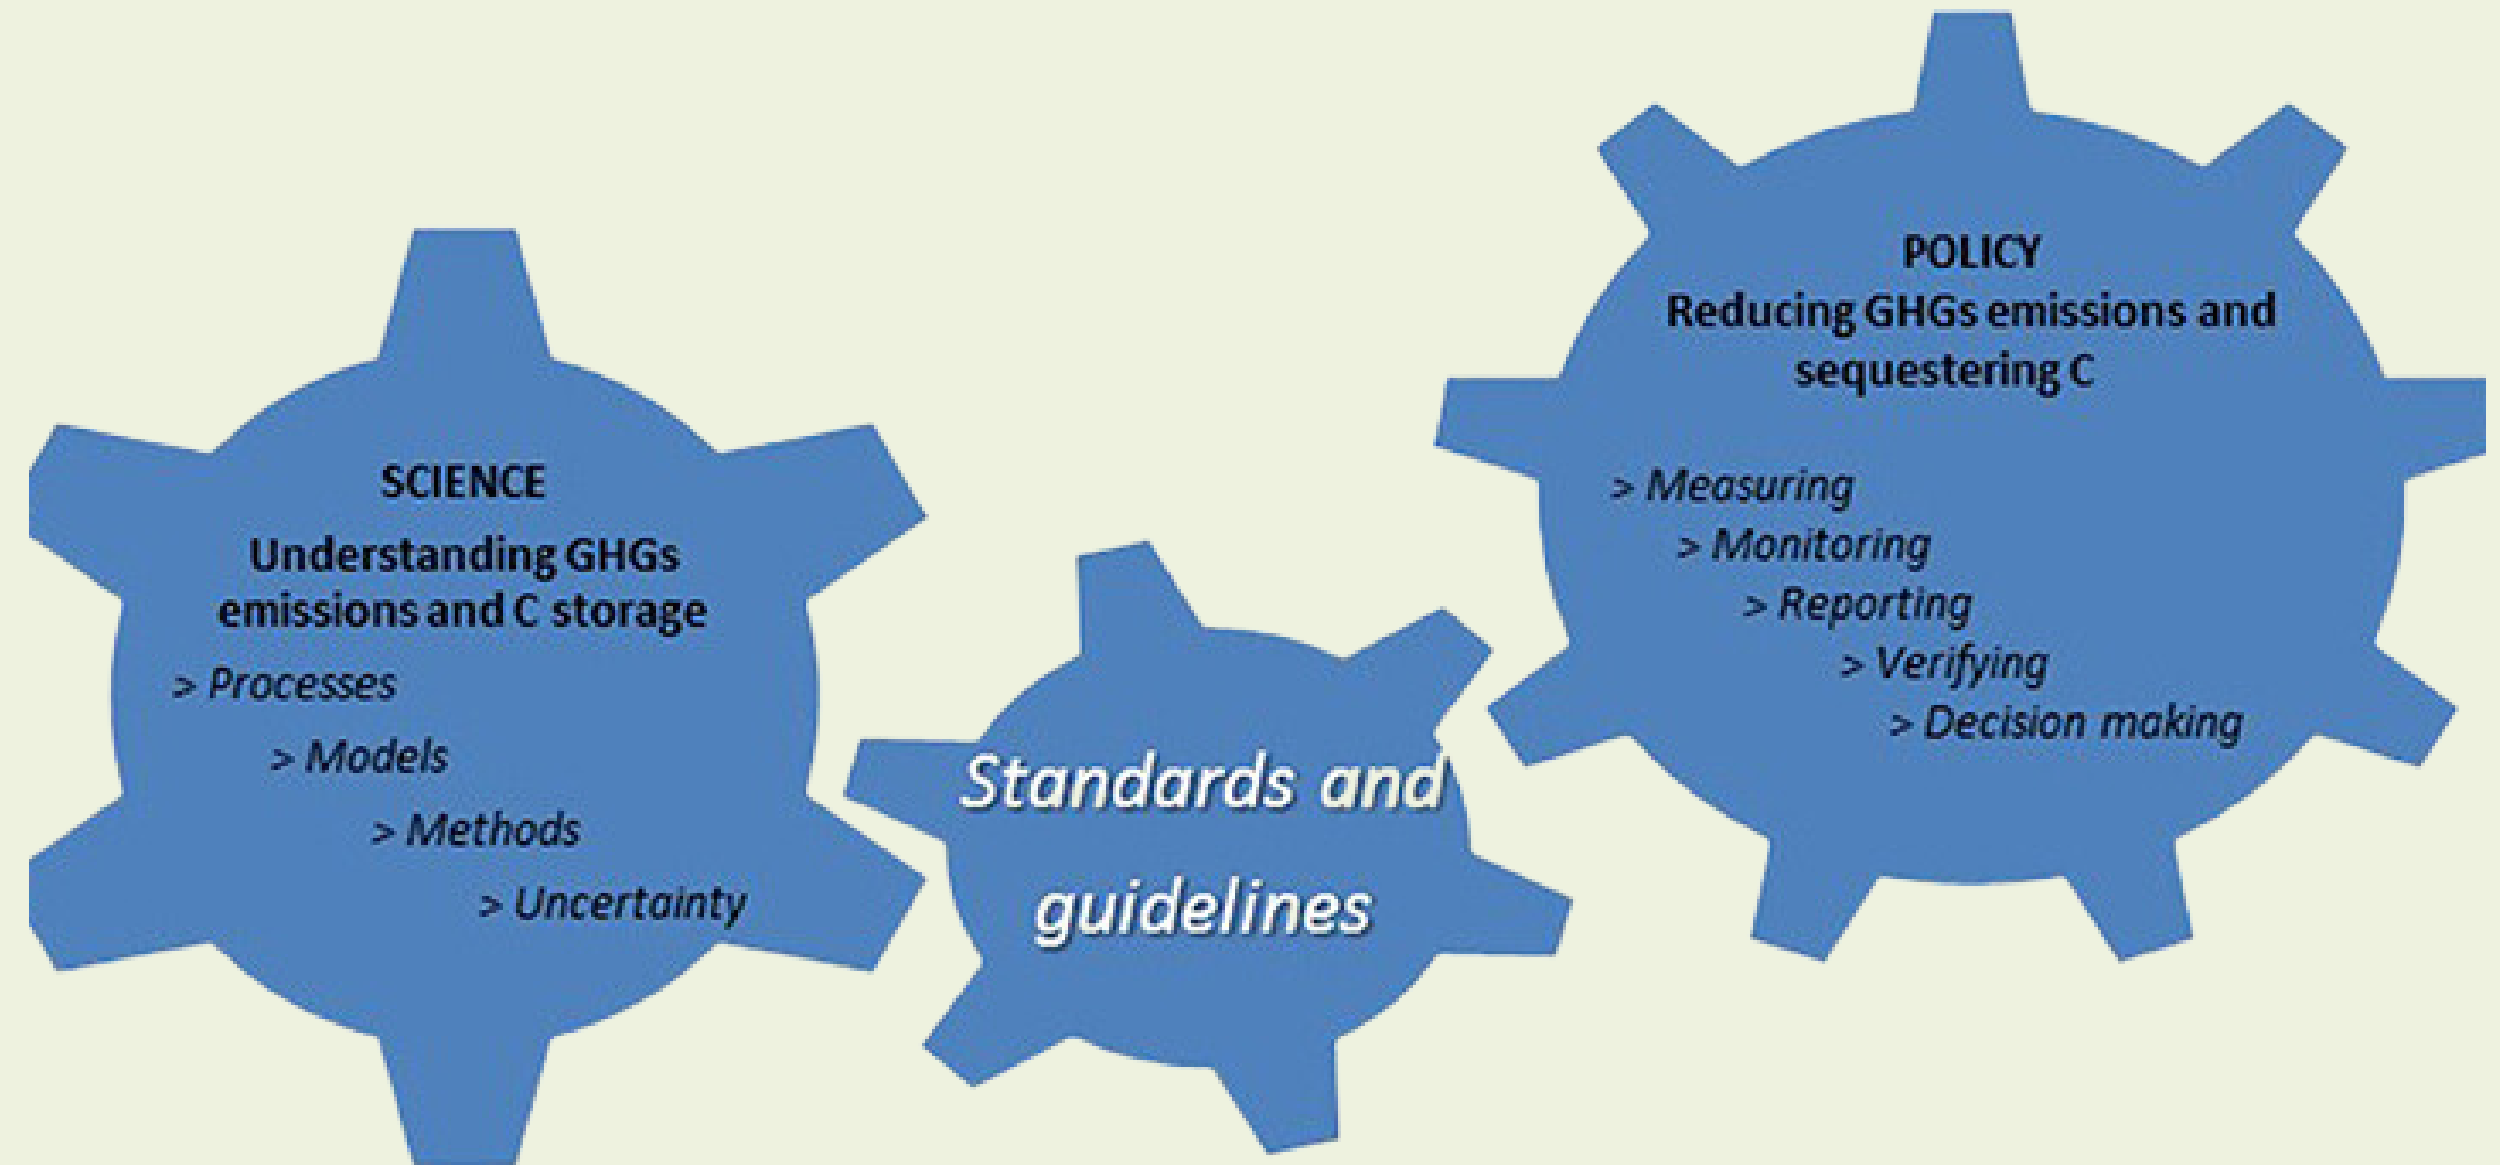 SCIENCE
Understanding GHGs
emissions and C storage
> Processes
> Models
> Methods
> Uncertainty
Standards and
guidelines
POLICY
Reducing GHGs emissions and
sequestering C
> Measuring
> Monitoring
> Reporting
> Verifying
> Decision making